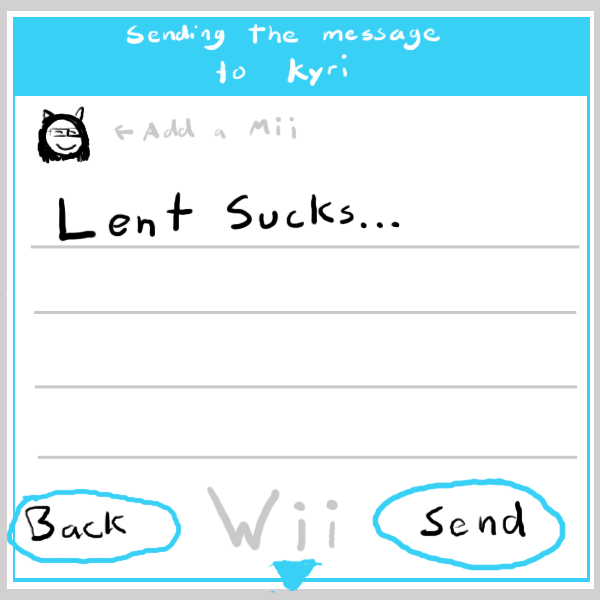 Sending the message
to Kyri
← Add a Mii
Lent Sucks...
Back
Wii
Send